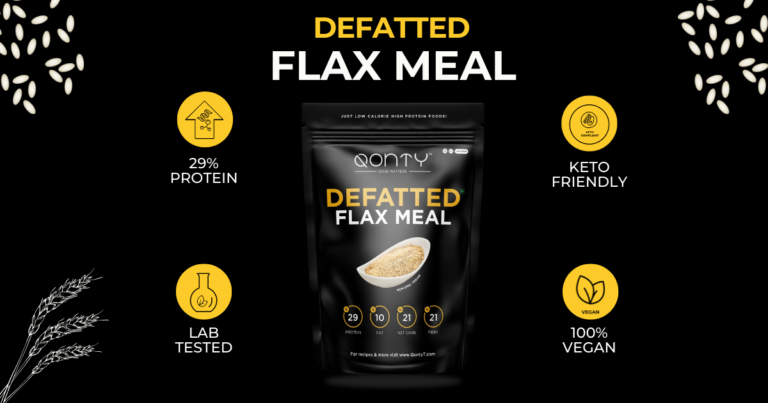 DEFATTED
FLAX MEAL
29%
PROTEIN
LAB
TESTED
JUST LOW CALORIE HIGH PROTEIN FOODS!
QONTY™
DEFATTED
FLAX MEAL
29
PROTEIN
10
FAT
21
NET CARB
21
FIBRE
For recipes & more visit www.QontyT.com
KETO
FRIENDLY
VEGAN
100%
VEGAN